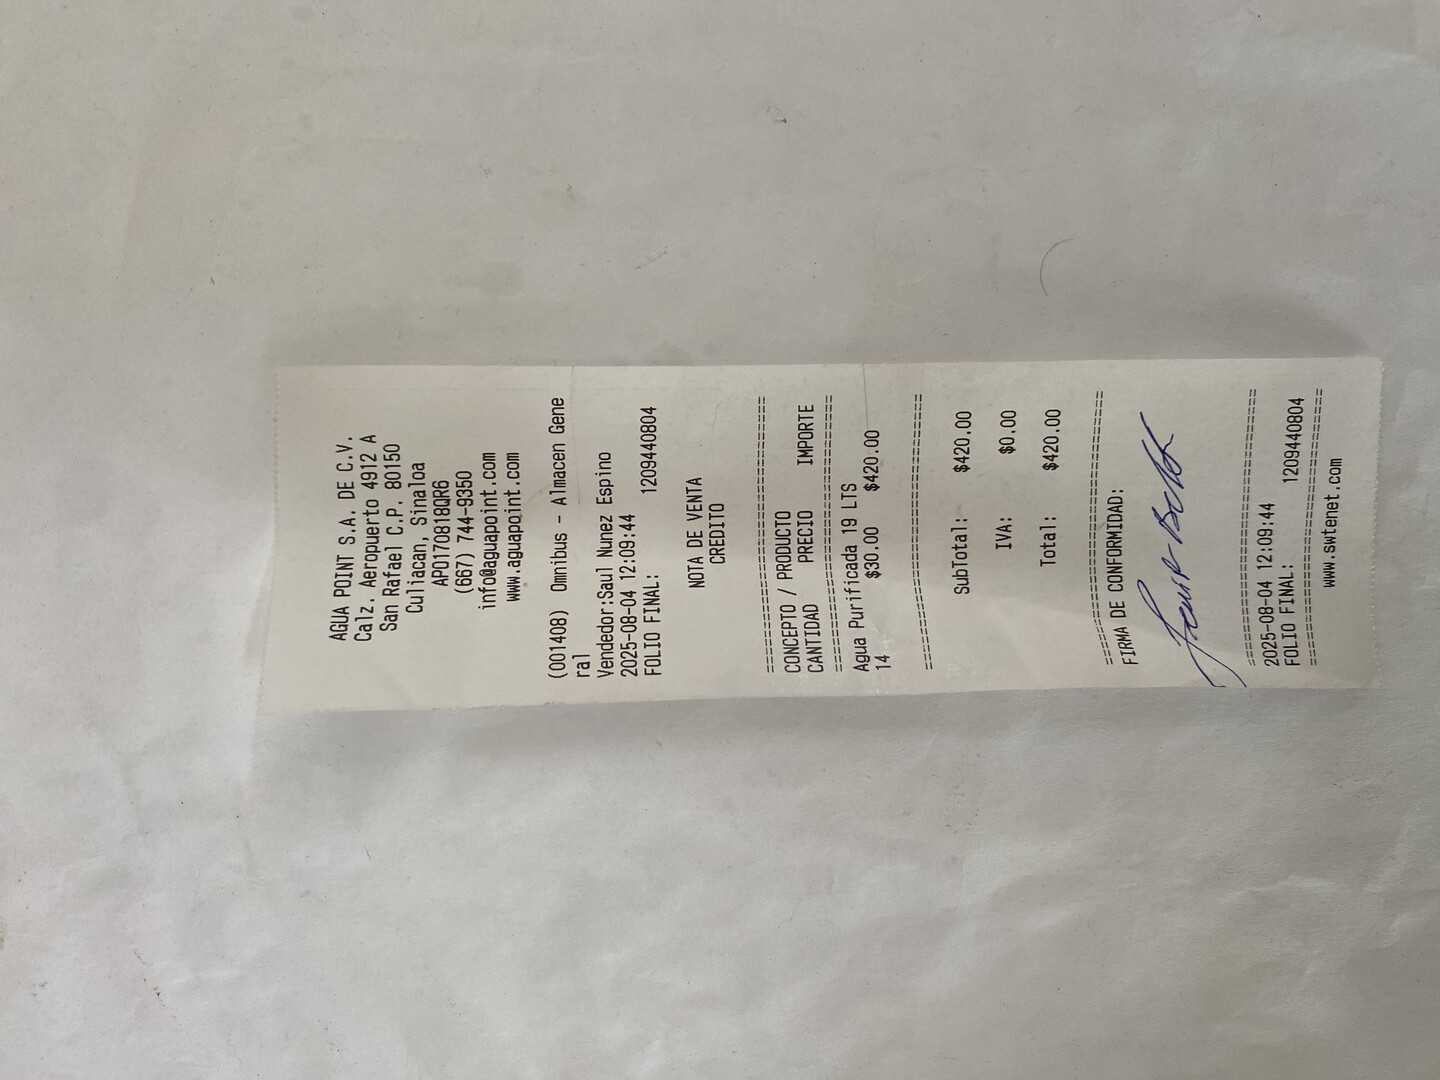 AGUA POINT S.A. DE C.V.
Calz. Aeropuerto 4912 A
San Rafael C.P. 80150
Culiacan, Sinaloa
APO170818QR6
(667) 744-9350
info@aguapoint.com
www.aguapoint.com
(001408) Omnibus - Almacen Gene
ral
Vendedor:Saul Nunez Espino
2025-08-04 12:09:44
FOLIO FINAL: 1209440804
NOTA DE VENTA
CREDITO
===============================
CONCEPTO / PRODUCTO
CANTIDAD PRECIO IMPORTE
===============================
Agua Purificada 19 LTS
14 $30.00 $420.00
===============================
SubTotal: $420.00
IVA: $0.00
Total: $420.00
===============================
FIRMA DE CONFORMIDAD:
===============================
2025-08-04 12:09:44
FOLIO FINAL: 1209440804
===============================
www.swtenet.com